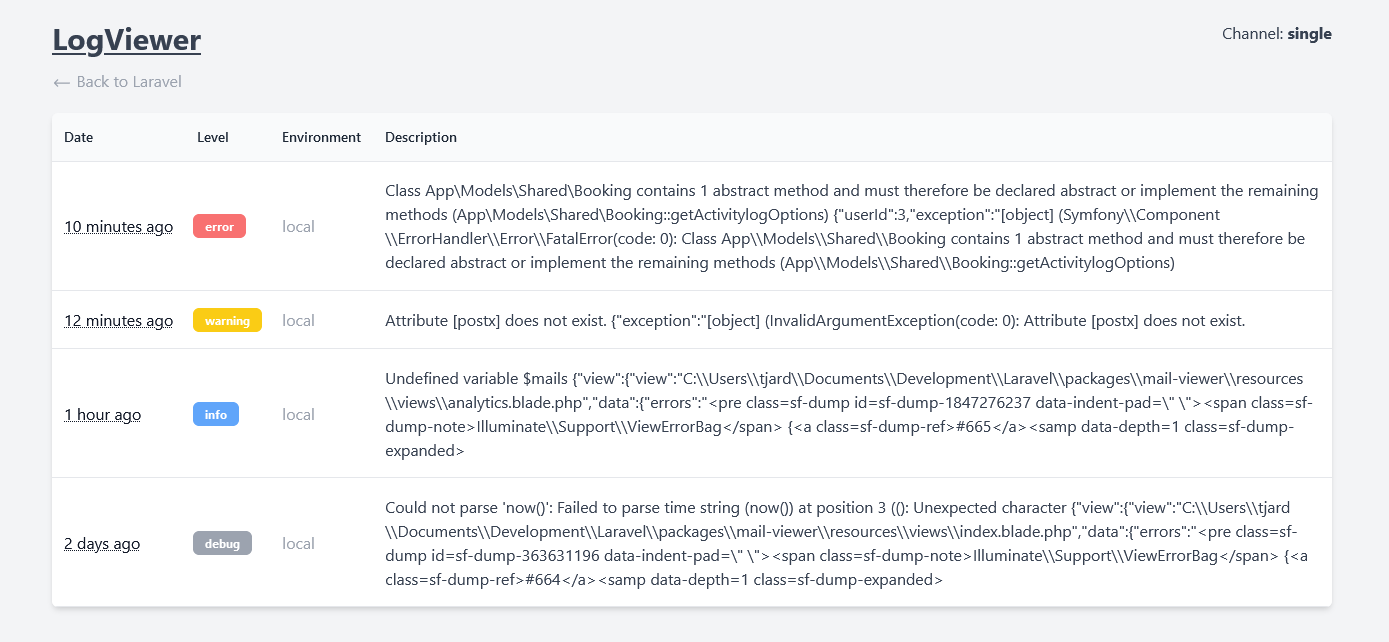 LogViewer
Channel: single
← Back to Laravel
Date Level Environment Description
Class App\Models\Shared\Booking contains 1 abstract method and must therefore be declared abstract or implement the remaining
methods (App\Models\Shared\Booking::getActivitylogOptions) {"userId":3,"exception":"[object] (Symfony\\Component
10 minutes ago error local
\\ErrorHandler\\Error\\FatalError(code: 0): Class App\\Models\\Shared\\Booking contains 1 abstract method and must therefore be
declared abstract or implement the remaining methods (App\\Models\\Shared\\Booking::getActivitylogOptions)
12 minutes ago warning local Attribute [postx] does not exist. {"exception":"[object] (InvalidArgumentException(code: 0): Attribute [postx] does not exist.
Undefined variable $mails {"view":{"view":"C:\\Users\\tjard\\Documents\\Development\\Laravel\\packages\\mail-viewer\\resources
\\views\\analytics.blade.php","data":{"errors":"<pre class=sf-dump id=sf-dump-1847276237 data-indent-pad=\" \"><span class=sf-
1 hour ago info local
dump-note>Illuminate\\Support\\ViewErrorBag</span> {<a class=sf-dump-ref>#665</a><samp data-depth=1 class=sf-dump-
expanded>
Could not parse 'now()': Failed to parse time string (now()) at position 3 ((): Unexpected character {"view":{"view":"C:\\Users\\tjard
\\Documents\\Development\\Laravel\\packages\\mail-viewer\\resources\\views\\index.blade.php","data":{"errors":"<pre class=sf-
2 days ago debug local
dump id=sf-dump-363631196 data-indent-pad=\" \"><span class=sf-dump-note>Illuminate\\Support\\ViewErrorBag</span> {<a
class=sf-dump-ref>#664</a><samp data-depth=1 class=sf-dump-expanded>